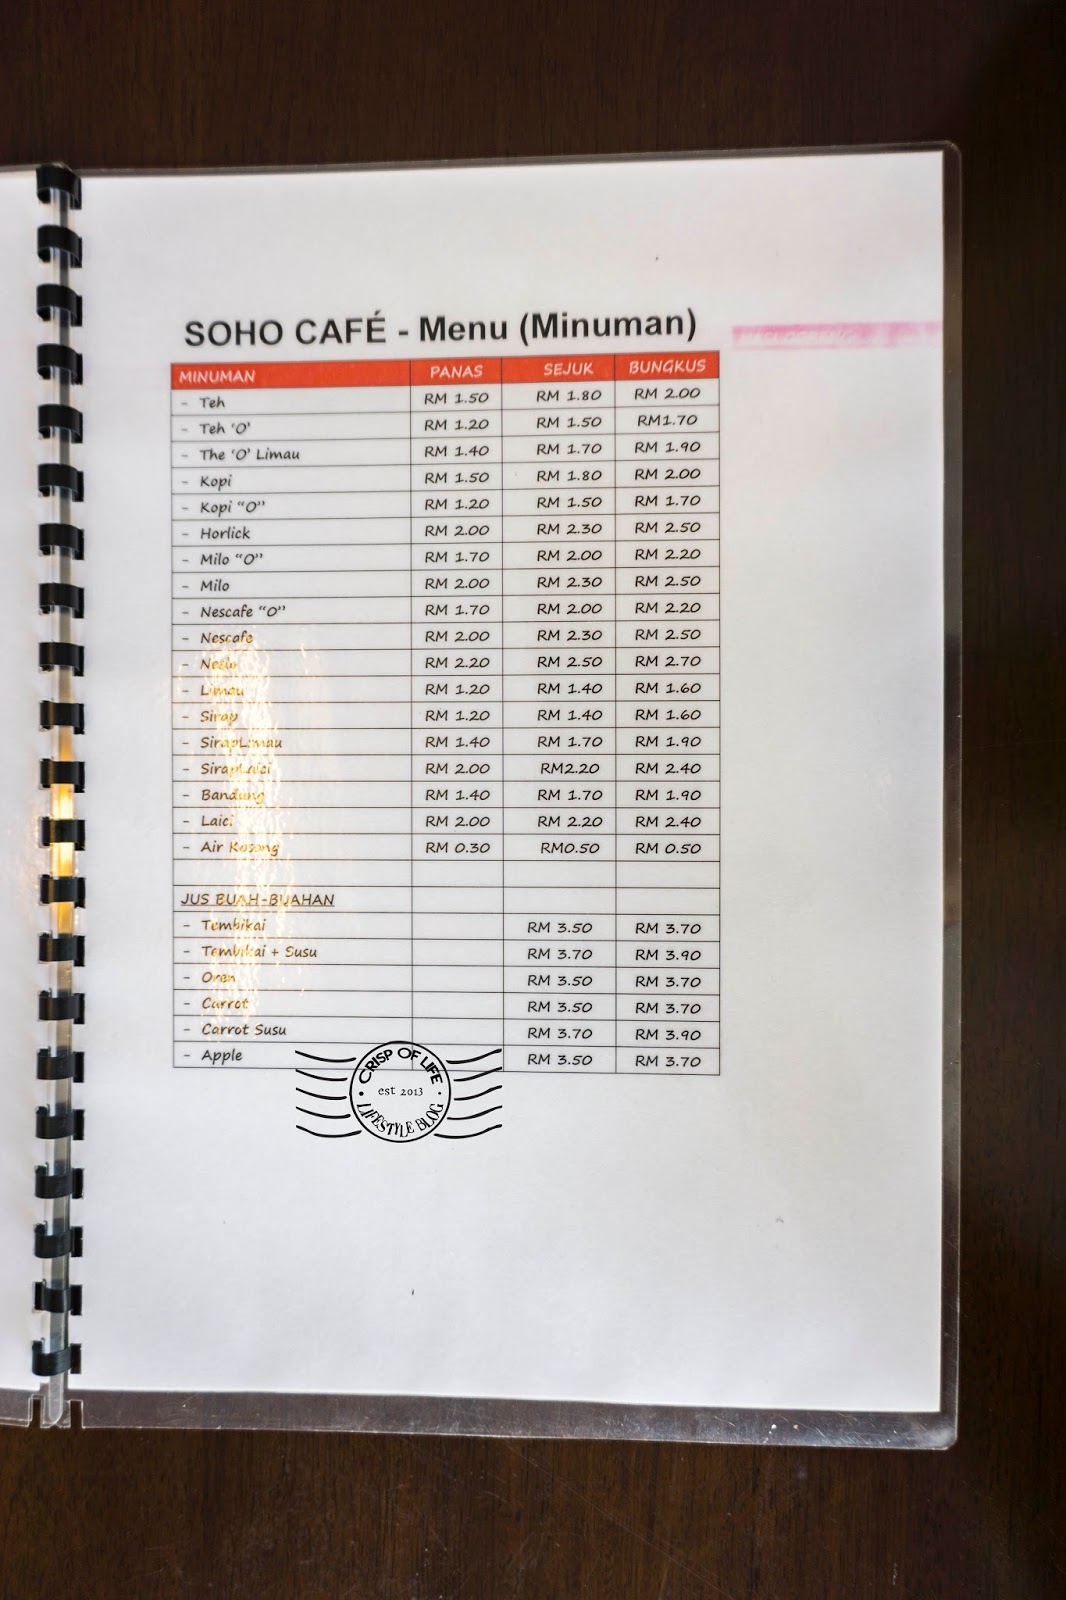 SOHO CAFÉ - Menu (Minuman)
MINUMAN PANAS SEJUK BUNGKUS
- Teh RM 1.50 RM 1.80 RM 2.00
- Teh 'O' RM 1.20 RM 1.50 RM1.70
- The 'O' Limau RM 1.40 RM 1.70 RM 1.90
- Kopi RM 1.50 RM 1.80 RM 2.00
- Kopi "O" RM 1.20 RM 1.50 RM 1.70
- Horlick RM 2.00 RM 2.30 RM 2.50
- Milo "O" RM 1.70 RM 2.00 RM 2.20
- Milo RM 2.00 RM 2.30 RM 2.50
- Nescafe "O" RM 1.70 RM 2.00 RM 2.20
- Nescafe RM 2.00 RM 2.30 RM 2.50
- RM 2.20 RM 2.50 RM 2.70
- Limau RM 1.20 RM 1.40 RM 1.60
- Sirap RM 1.20 RM 1.40 RM 1.60
- SirapLimau RM 1.40 RM 1.70 RM 1.90
- SirapLaici RM 2.00 RM2.20 RM 2.40
- Bandung RM 1.40 RM 1.70 RM 1.90
- Laici RM 2.00 RM 2.20 RM 2.40
- Air Kosong RM 0.30 RM0.50 RM 0.50
JUS BUAH-BUAHAN
- Tembikai RM 3.50 RM 3.70
- Tembikai + Susu RM 3.70 RM 3.90
- Oren RM 3.50 RM 3.70
- Carrot RM 3.50 RM 3.70
- Carrot Susu RM 3.70 RM 3.90
- Apple RM 3.50 RM 3.70
CRISP OF LIFE
est 2013
LIFESTYLE BLOG